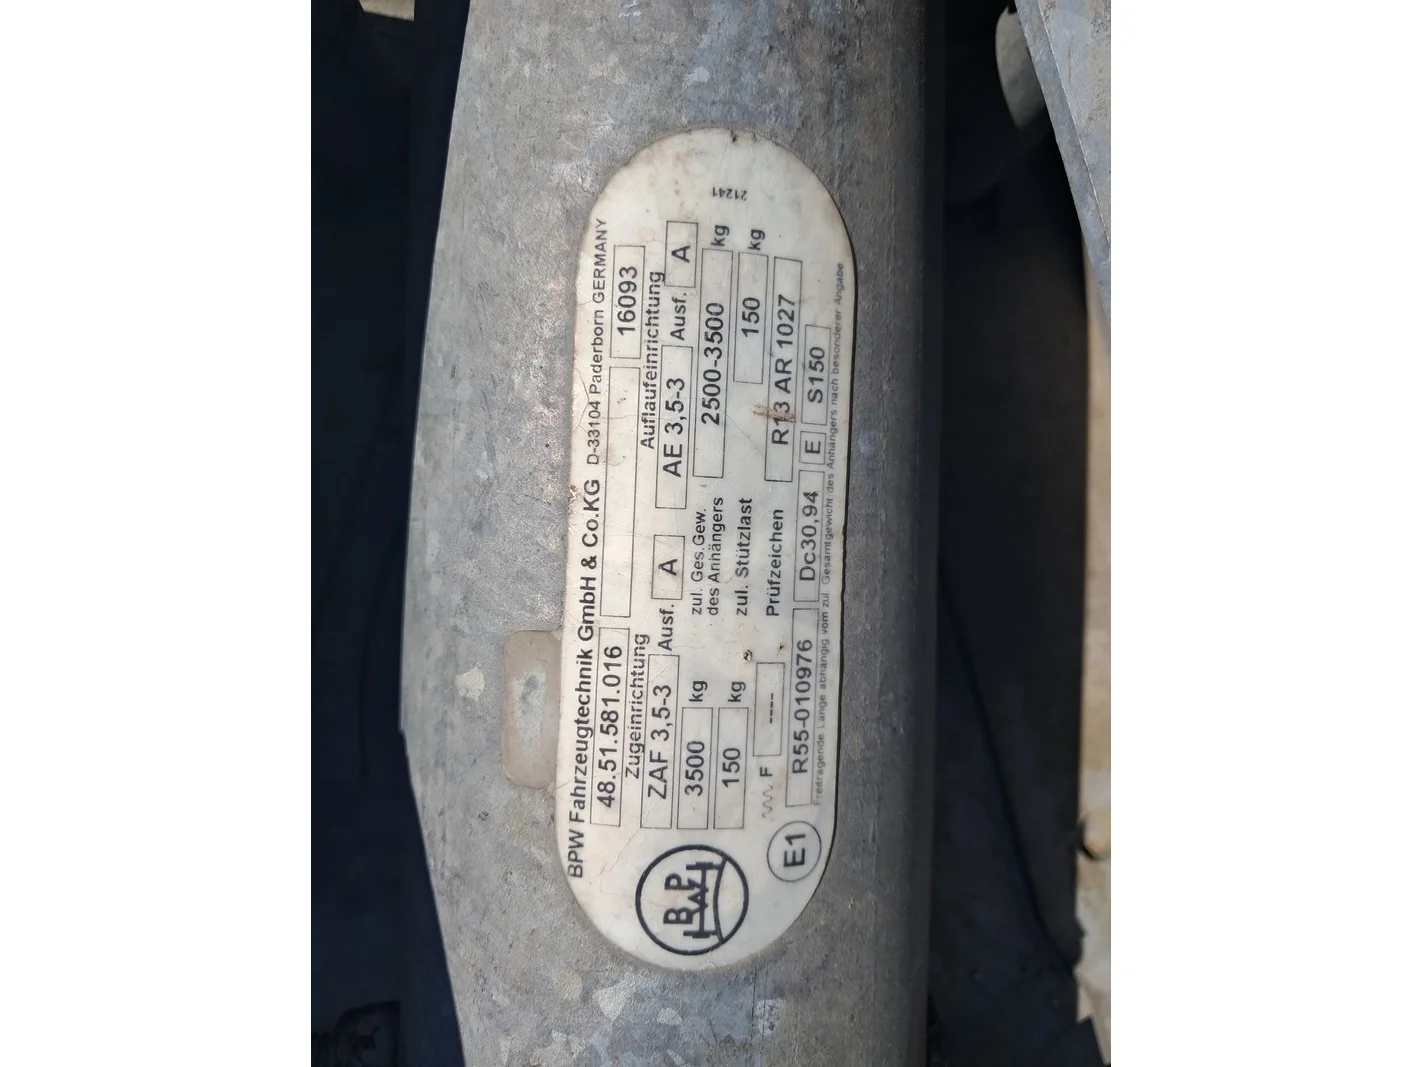 BPW Fahrzeugtechnik GmbH & Co.KG D-33104 Paderborn GERMANY
48.51.581.016 16093
Zugeinrichtung Auflaufeinrichtung
ZAF 3,5-3 Ausf. A AE 3,5-3 Ausf. A
3500 kg zul. Ges.Gew. des Anhängers 2500-3500 kg
150 kg zul. Stützlast 150 kg
F ---- Prüfzeichen R13 AR 1027
E1 R55-010976 Dc30,94 E S150
Freitragende Länge abhängig vom zul. Gesamtgewicht des Anhängers nach besonderer Angabe
BPW
21241